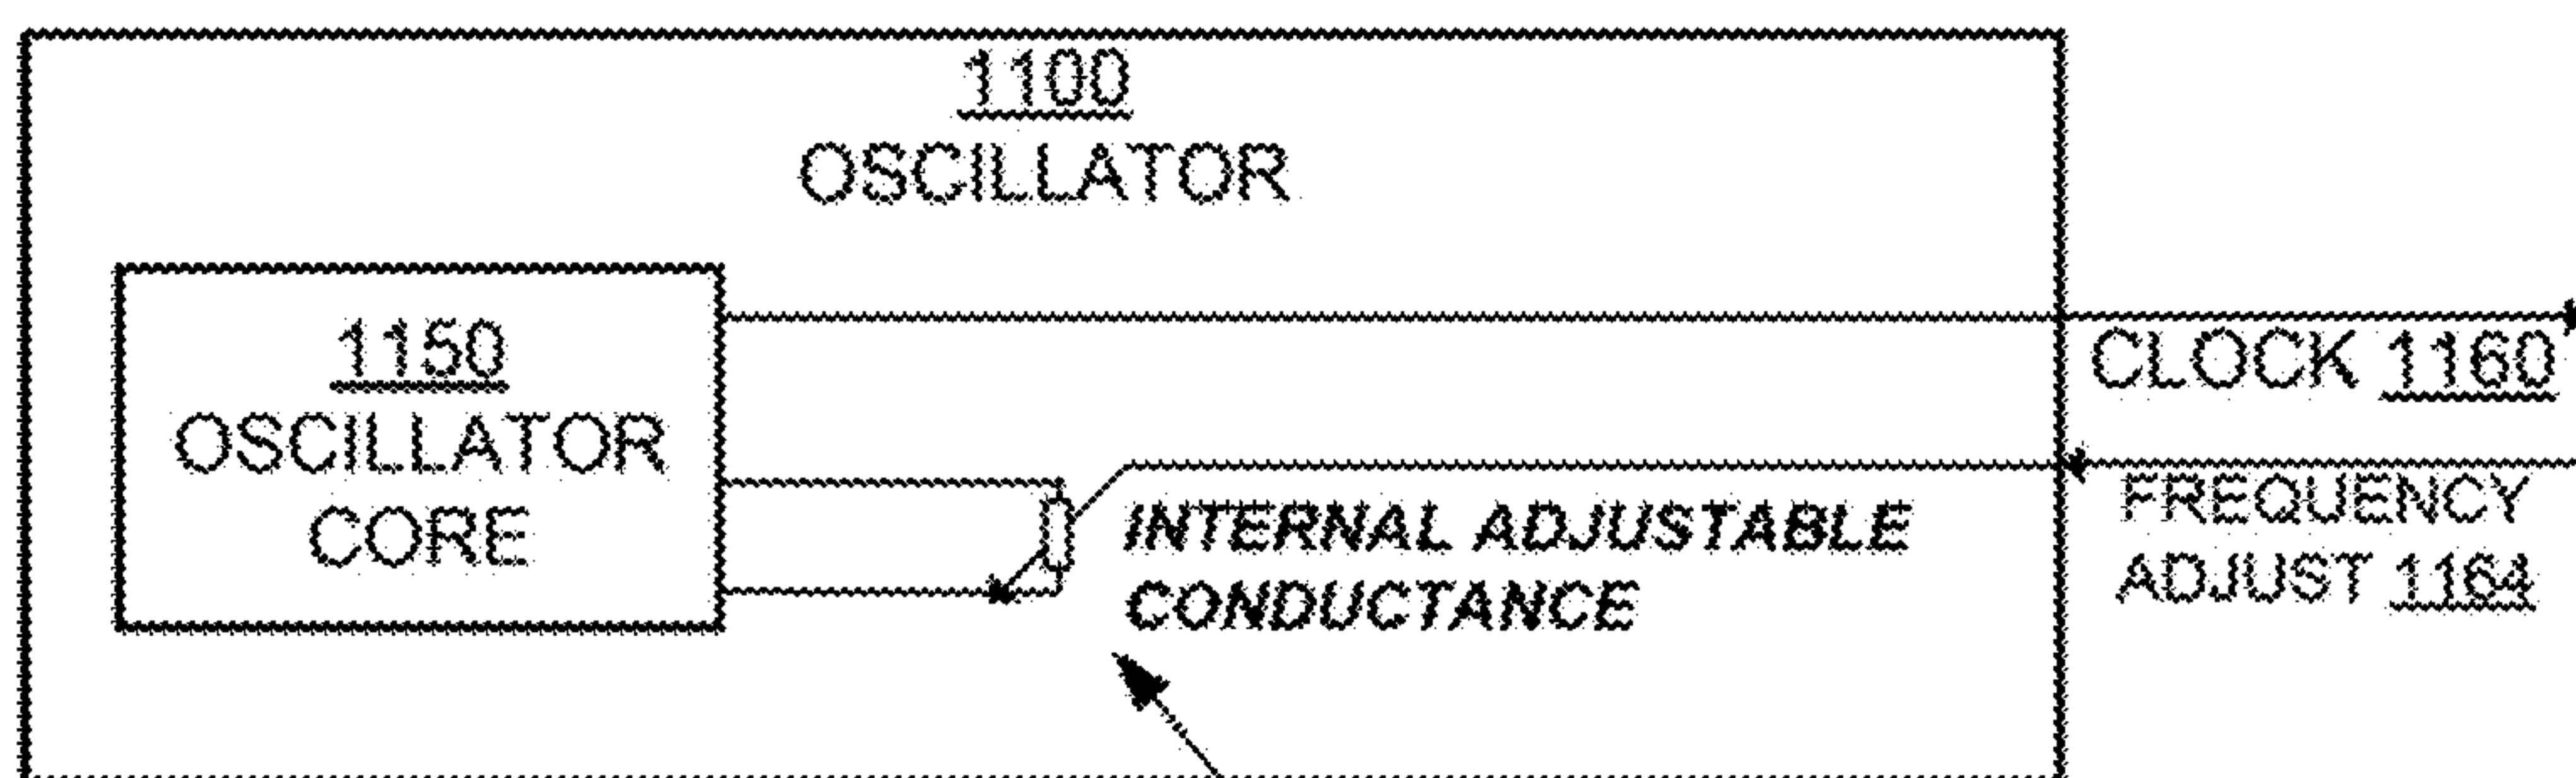 1100
OSCILLATOR
1150
OSCILLATOR
CORE
CLOCK 1160
INTERNAL ADJUSTABLE
CONDUCTANCE
FREQUENCY
ADJUST 1164